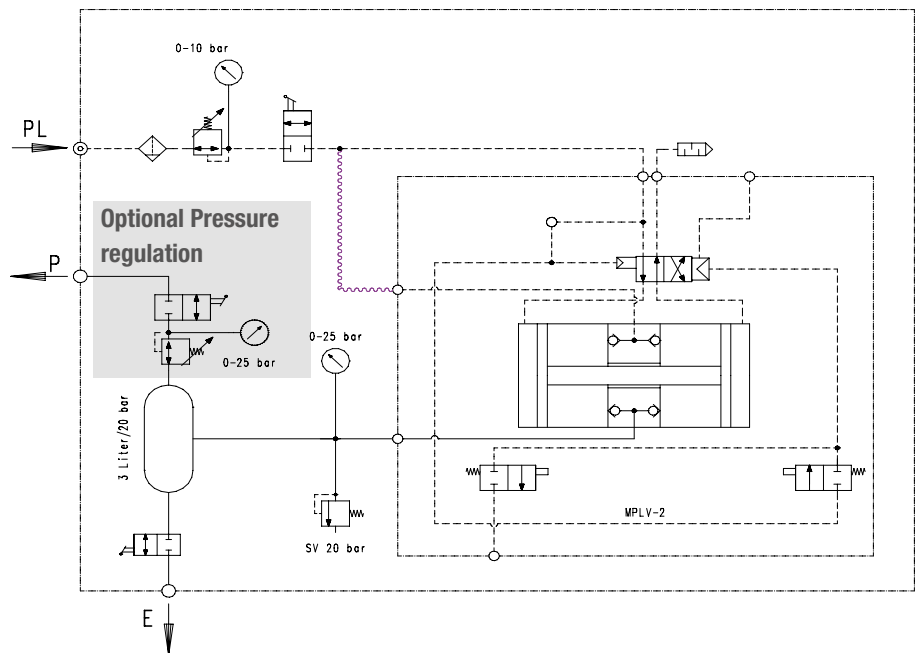 0-10 bar
PL
Optional Pressure
regulation
P
0-25 bar
0-25 bar
3 Liter/20 bar
MPLV-2
SV 20 bar
E